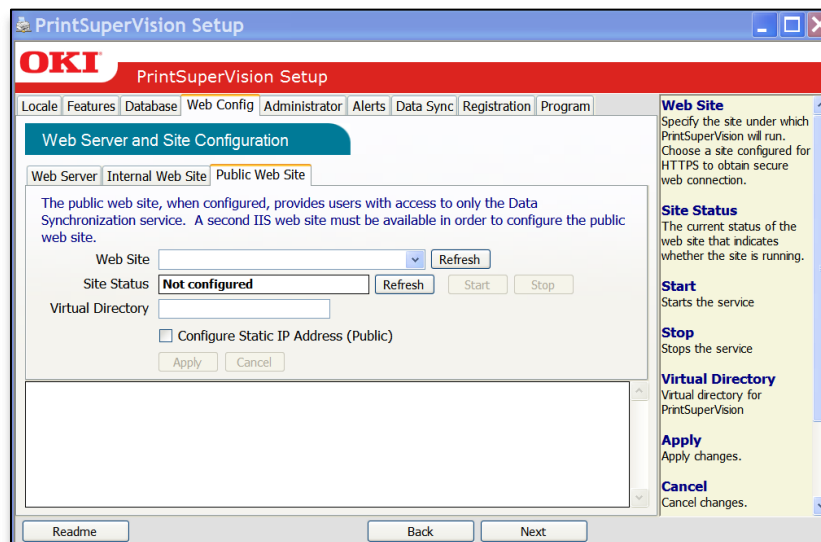 PrintSuperVision Setup
OKI
PrintSuperVision Setup
Locale Features Database Web Config Administrator Alerts Data Sync Registration Program
Web Server and Site Configuration
Web Server Internal Web Site Public Web Site
The public web site, when configured, provides users with access to only the Data
Synchronization service. A second IIS web site must be available in order to configure the public
web site.
Web Site Refresh
Site Status Not configured Refresh Start Stop
Virtual Directory
Configure Static IP Address (Public)
Apply Cancel
Web Site
Specify the site under which
PrintSuperVision will run.
Choose a site configured for
HTTPS to obtain secure
web connection.
Site Status
The current status of the
web site that indicates
whether the site is running.
Start
Starts the service
Stop
Stops the service
Virtual Directory
Virtual directory for
PrintSuperVision
Apply
Apply changes.
Cancel
Cancel changes.
Readme Back Next